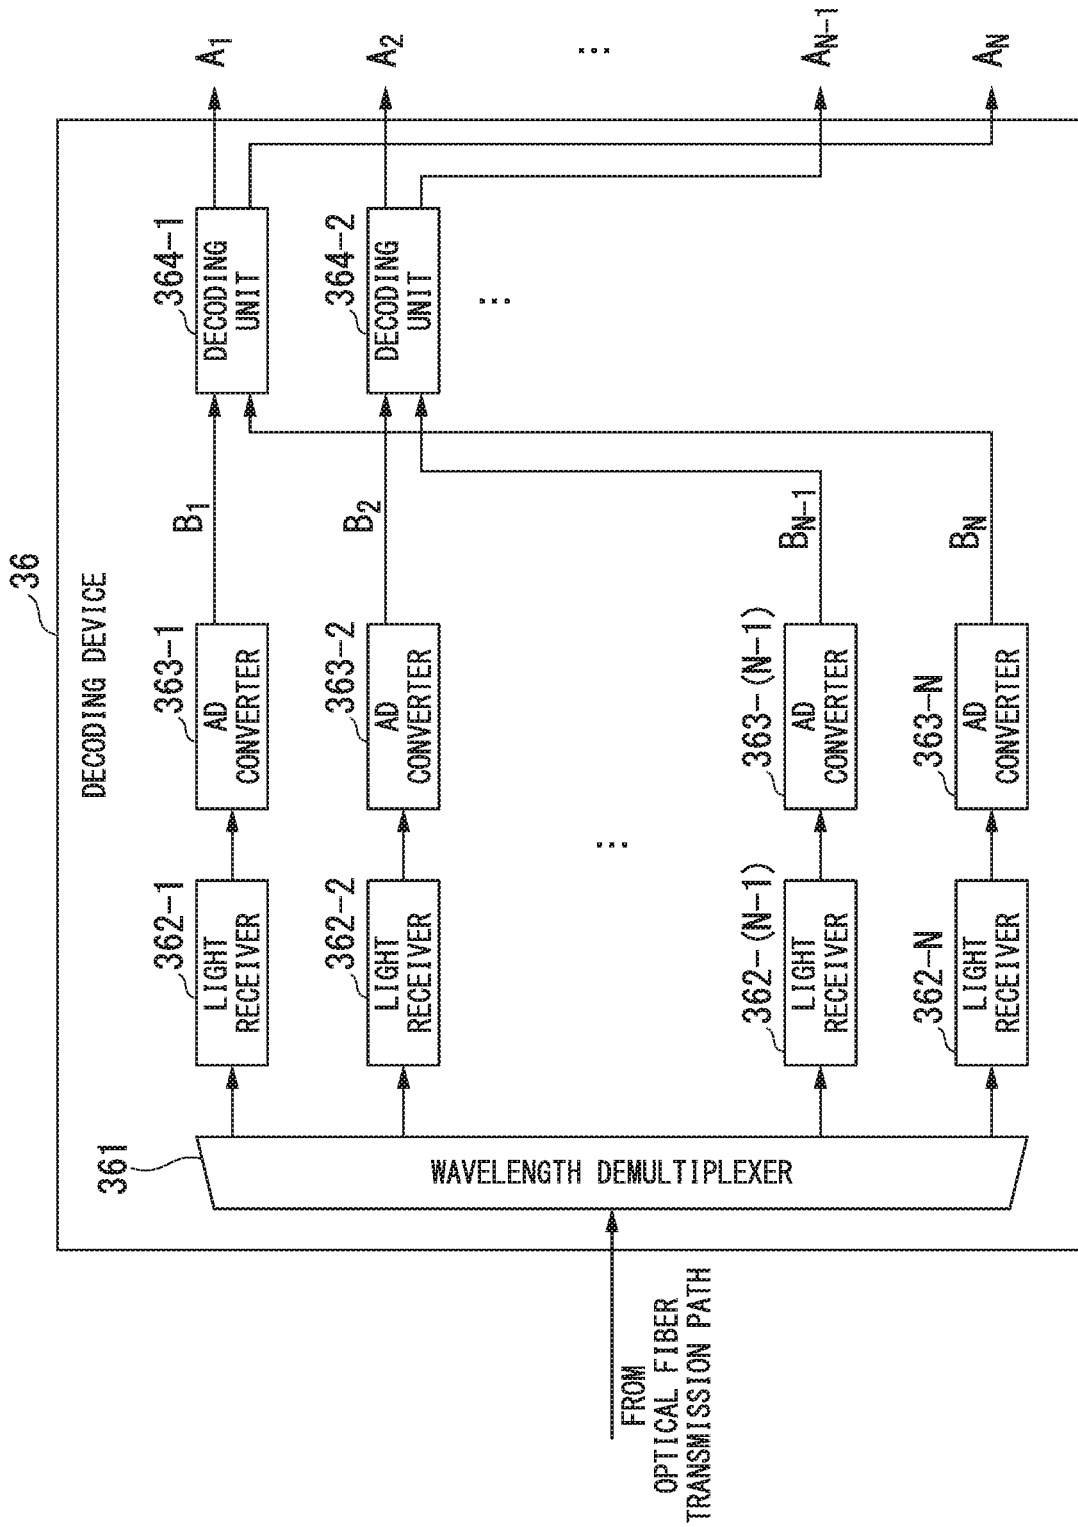 36
DECODING DEVICE
361
WAVELENGTH DEMULTIPLEXER
FROM
OPTICAL FIBER
TRANSMISSION PATH
362-1
LIGHT
RECEIVER
363-1
AD
CONVERTER
B1
364-1
DECODING
UNIT
A1
362-2
LIGHT
RECEIVER
363-2
AD
CONVERTER
B2
364-2
DECODING
UNIT
A2
...
...
...
362-(N-1)
LIGHT
RECEIVER
363-(N-1)
AD
CONVERTER
BN-1
AN-1
362-N
LIGHT
RECEIVER
363-N
AD
CONVERTER
BN
AN